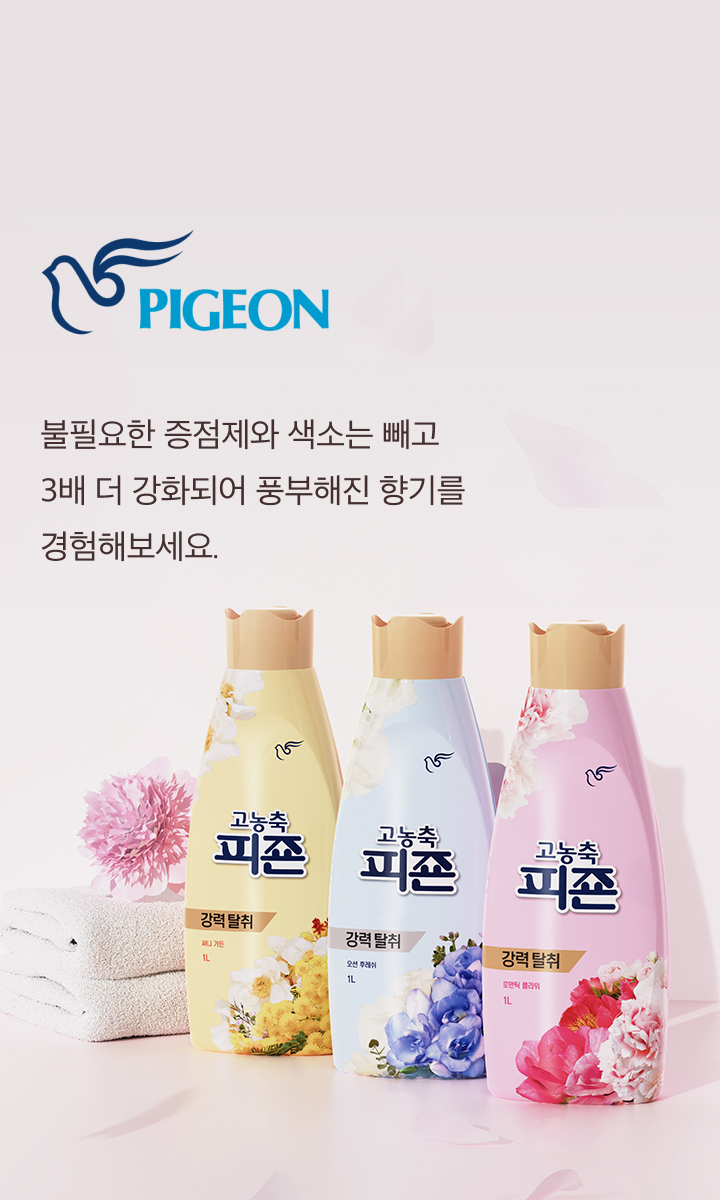 PIGEON
불필요한 증점제와 색소는 빼고
3배 더 강화되어 풍부해진 향기를
경험해보세요.
고농축
피죤
강력 탈취
써니 가든
1L
고농축
피죤
강력 탈취
오션 후레쉬
1L
고농축
피죤
강력 탈취
로맨틱 플라워
1L